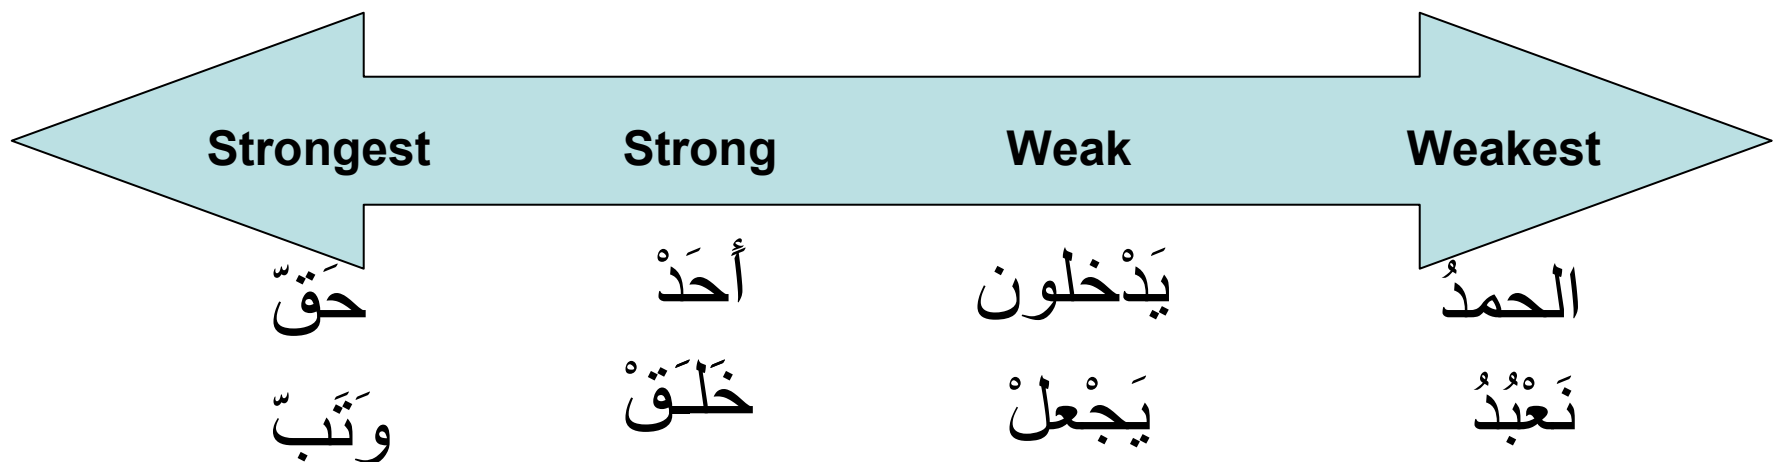 Strongest Strong Weak Weakest
حَقّ أَحَدْ يَدْخلون الحمدُ
وَتَبّ خَلَقْ يَجْعلْ نَعْبُدُ